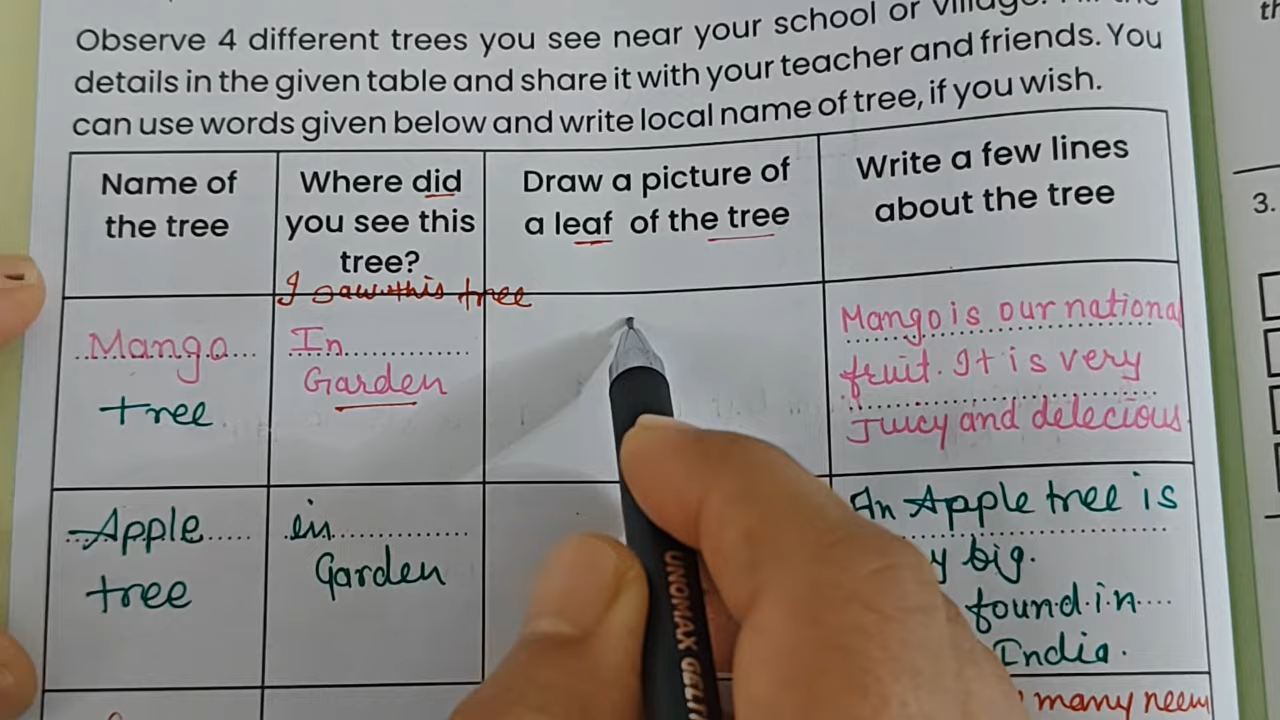 Observe 4 different trees you see near your school or village.
details in the given table and share it with your teacher and friends. You
can use words given below and write local name of tree, if you wish.
Name of
the tree
Where did
you see this
tree?
I saw this tree
Draw a picture of
a leaf of the tree
Write a few lines
about the tree
Mango
tree
In
Garden
Mango is our nationa
fruit. It is very
Juicy and delecious
Apple
tree
in
Garden
An Apple tree is
big.
found in
India.
many neem
UNOMAX
3.